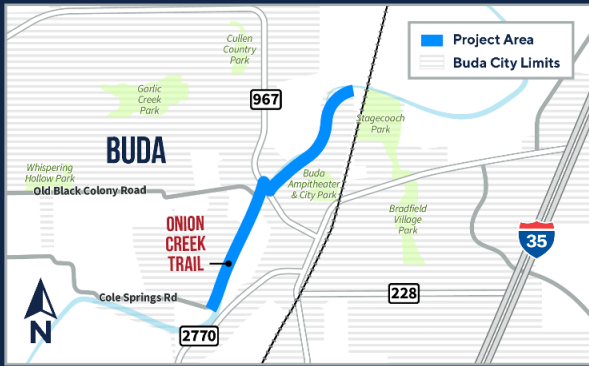 Cullen
Country
Park
Project Area
Buda City Limits
Garlic
Creek
Park
967
Stagecoach
Park
BUDA
Whispering
Hollow Park
Old Black Colony Road
Buda
Ampitheater
& City Park
Bradfield
Village
Park
ONION
CREEK
TRAIL
35
Cole Springs Rd
228
2770
N